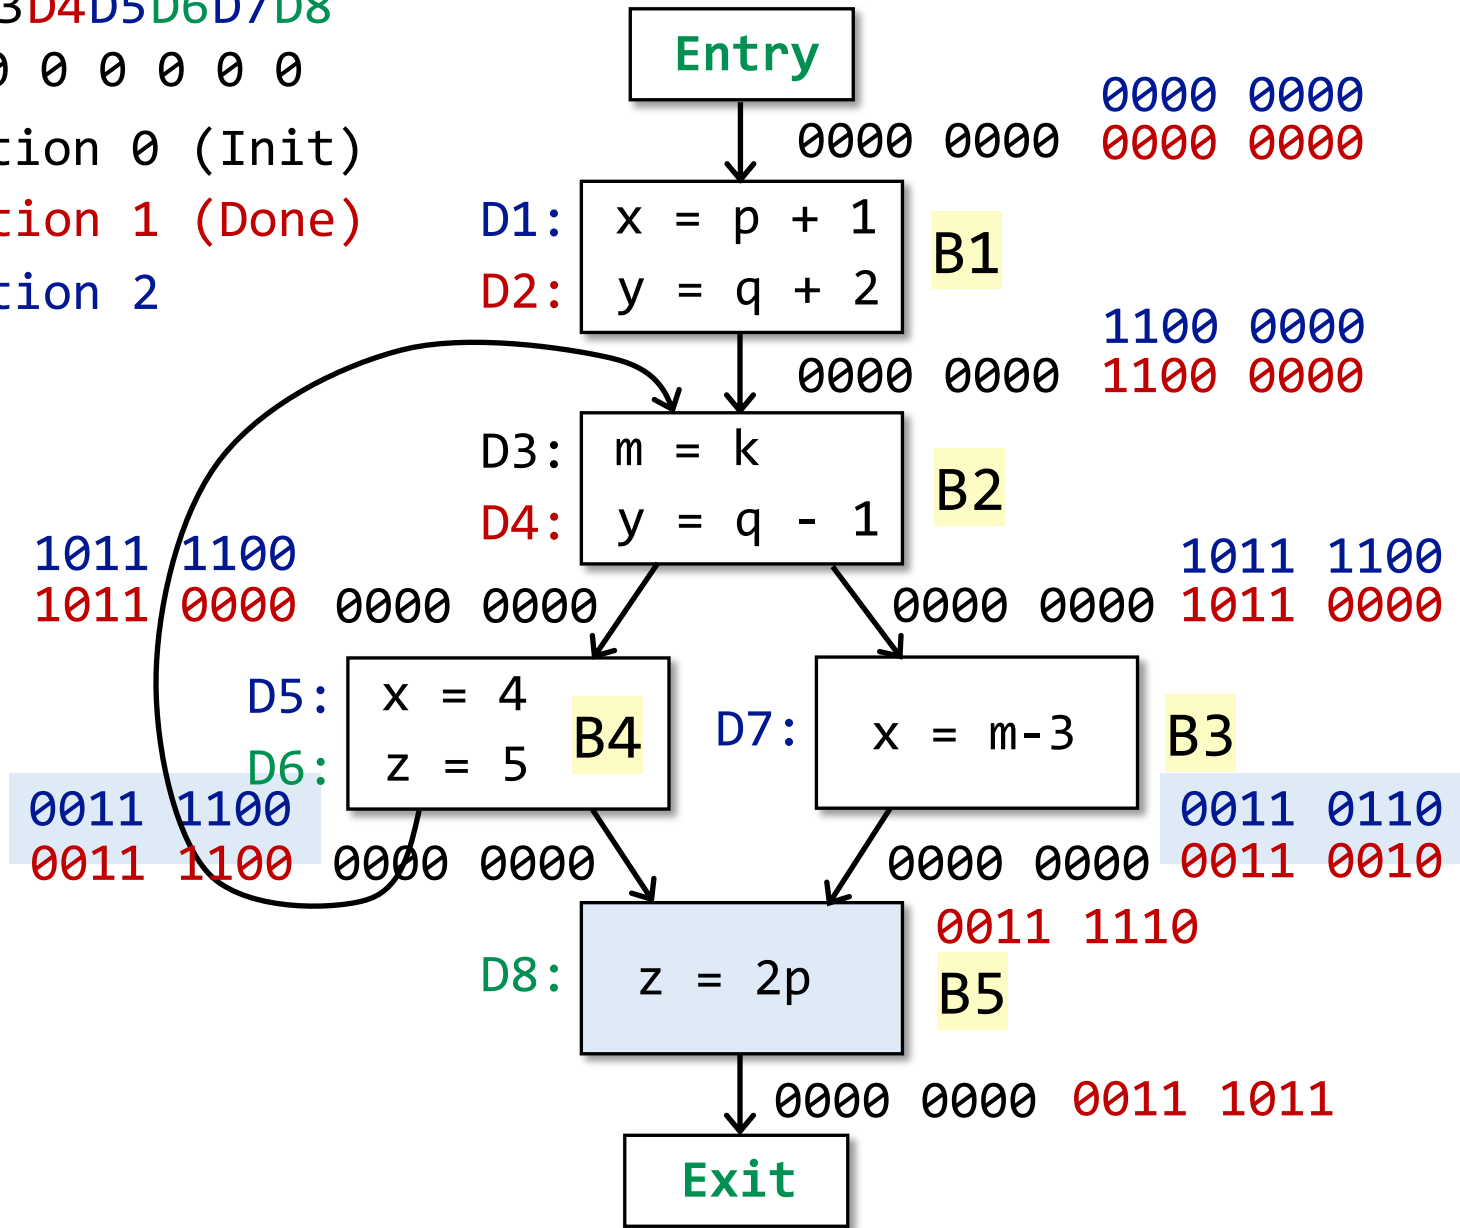 3D4D5D6D7D8
0 0 0 0 0 0
tion 0 (Init)
tion 1 (Done)
tion 2
Entry
0000 0000
0000 0000 0000 0000
D1: x = p + 1
D2: y = q + 2
B1
1100 0000
0000 0000 1100 0000
D3: m = k
D4: y = q - 1
B2
1011 1100
1011 0000 0000 0000
1011 1100
0000 0000 1011 0000
D5: x = 4
D6: z = 5
B4
D7: x = m-3
B3
0011 1100
0011 1100 0000 0000
0011 0110
0000 0000 0011 0010
0011 1110
D8: z = 2p
B5
0000 0000 0011 1011
Exit